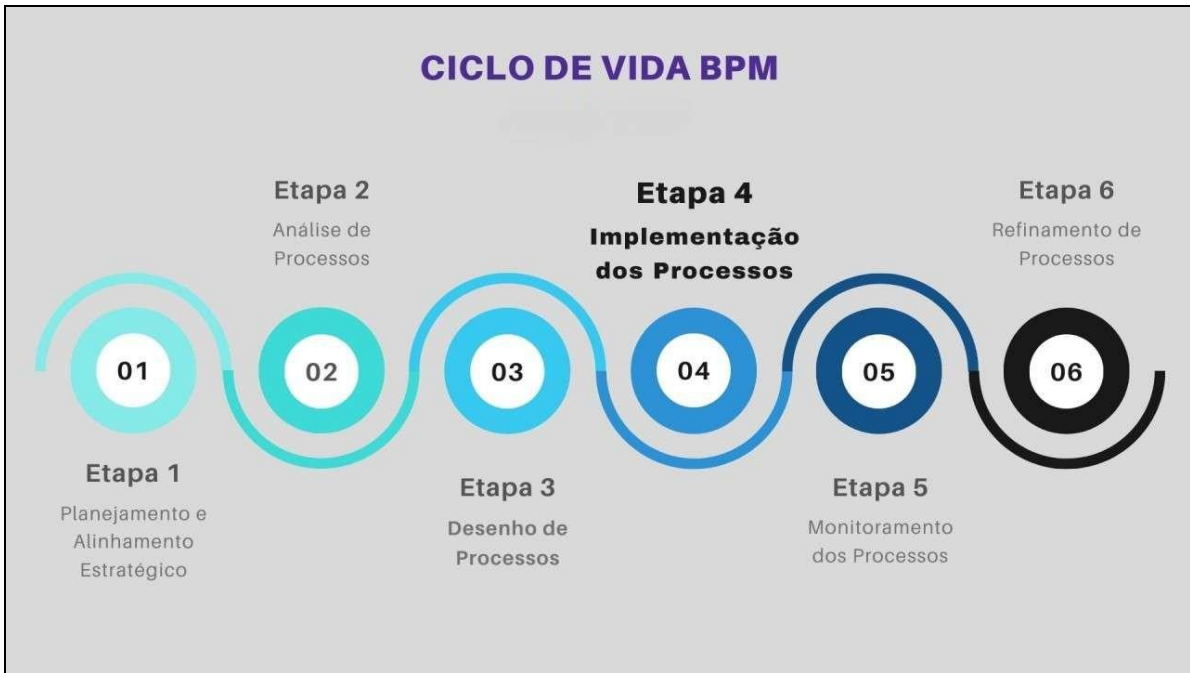 CICLO DE VIDA BPM
Etapa 1
Planejamento e
Alinhamento
Estratégico
01
Etapa 2
Análise de
Processos
02
03
Etapa 3
Desenho de
Processos
Etapa 4
Implementação
dos Processos
04
05
Etapa 5
Monitoramento
dos Processos
Etapa 6
Refinamento de
Processos
06